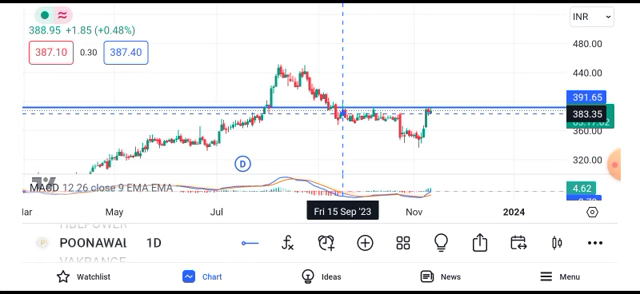 INR
388.95 +1.85 (+0.48%)
387.10 0.30 387.40
480.00
440.00
391.65
383.35
360.00
320.00
D
MACD 12 26 close 9 EMA EMA
4.62
May Jul Fri 15 Sep '23 Nov 2024
POONAWAL 1D
Watchlist Chart Ideas News Menu